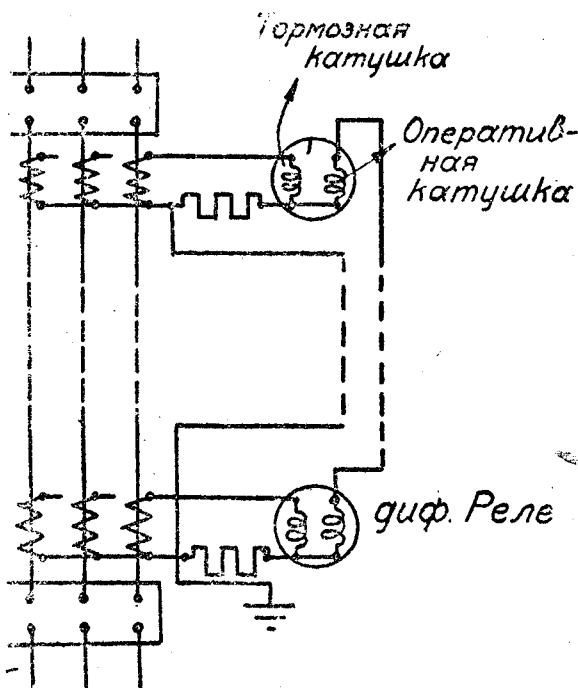 Тормозная
катушка
Оператив-
ная
катушка
диф. Реле